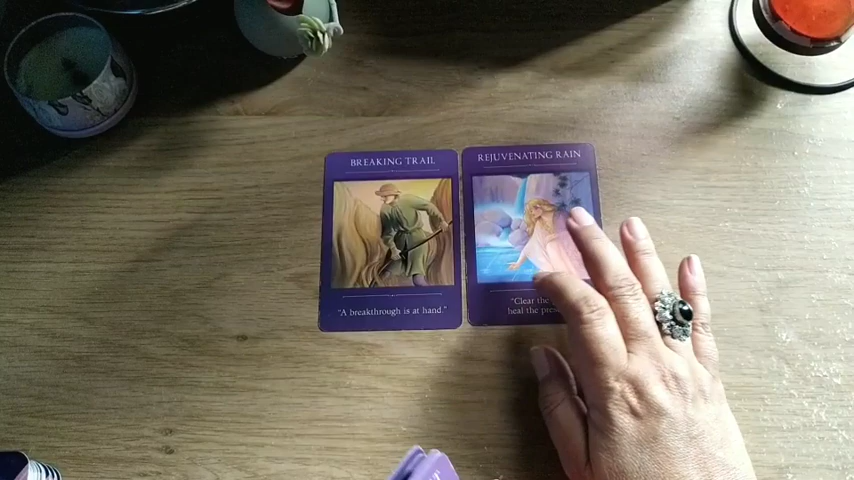 BREAKING TRAIL
"A breakthrough is at hand."
REJUVENATING RAIN
"Clear the
heal the